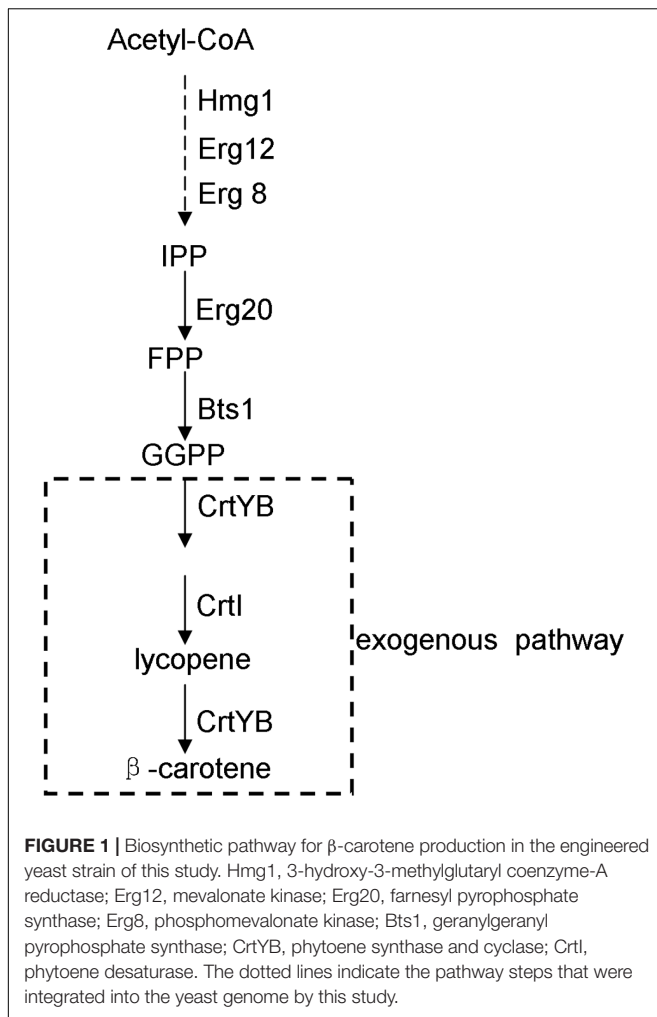 Acetyl-CoA
Hmg1
Erg12
Erg 8
IPP
Erg20
FPP
Bts1
GGPP
CrtYB
CrtI
exogenous pathway
lycopene
CrtYB
β-carotene
FIGURE 1 | Biosynthetic pathway for β-carotene production in the engineered
yeast strain of this study. Hmg1, 3-hydroxy-3-methylglutaryl coenzyme-A
reductase; Erg12, mevalonate kinase; Erg20, farnesyl pyrophosphate
synthase; Erg8, phosphomevalonate kinase; Bts1, geranylgeranyl
pyrophosphate synthase; CrtYB, phytoene synthase and cyclase; CrtI,
phytoene desaturase. The dotted lines indicate the pathway steps that were
integrated into the yeast genome by this study.